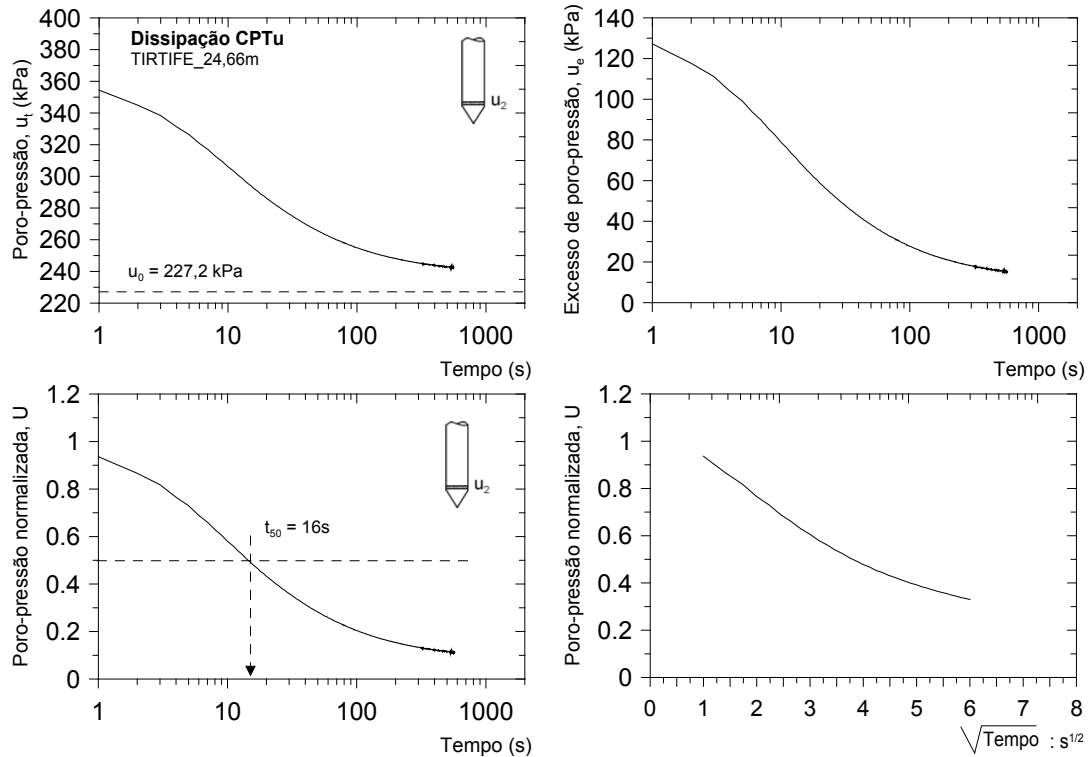 Poro-pressão, u_t (kPa)
400
380
360
340
320
300
280
260
240
220
Dissipação CPTu
TIRTIFE_24,66m
u_2
u_0 = 227,2 kPa
1 10 100 1000
Tempo (s)
Excesso de poro-pressão, u_e (kPa)
140
120
100
80
60
40
20
0
1 10 100 1000
Tempo (s)
Poro-pressão normalizada, U
1.2
1
0.8
0.6
0.4
0.2
0
u_2
t_50 = 16s
1 10 100 1000
Tempo (s)
Poro-pressão normalizada, U
1.2
1
0.8
0.6
0.4
0.2
0
0 1 2 3 4 5 6 7 8
√Tempo : s^1/2